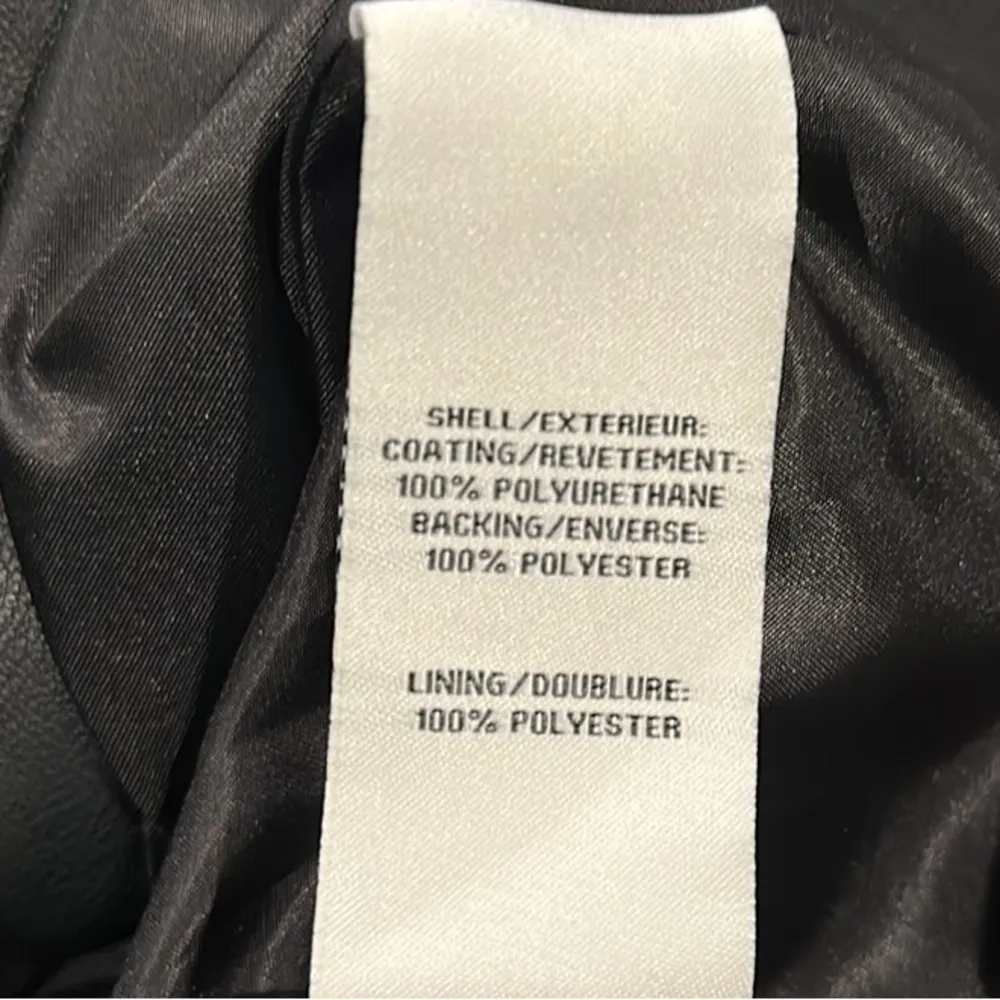 SHELL/EXTERIEUR:
COATING/REVETEMENT:
100% POLYURETHANE
BACKING/ENVERSE:
100% POLYESTER
LINING/DOUBLURE:
100% POLYESTER